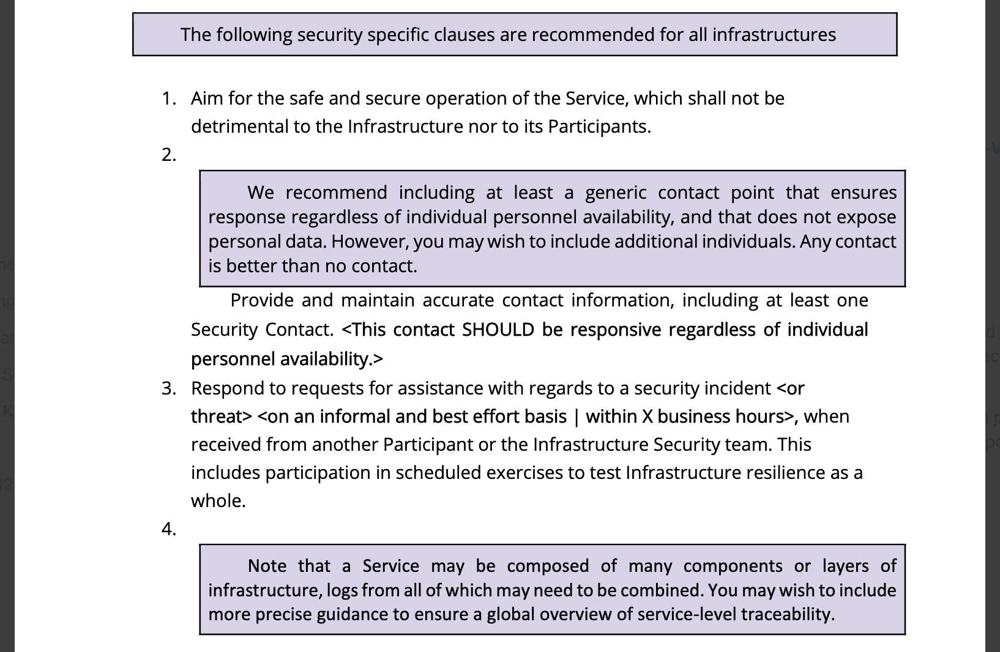 The following security specific clauses are recommended for all infrastructures
1. Aim for the safe and secure operation of the Service, which shall not be
detrimental to the Infrastructure nor to its Participants.
2.
We recommend including at least a generic contact point that ensures
response regardless of individual personnel availability, and that does not expose
personal data. However, you may wish to include additional individuals. Any contact
is better than no contact.
Provide and maintain accurate contact information, including at least one
Security Contact. <This contact SHOULD be responsive regardless of individual
personnel availability.>
3. Respond to requests for assistance with regards to a security incident <or
threat> <on an informal and best effort basis | within X business hours>, when
received from another Participant or the Infrastructure Security team. This
includes participation in scheduled exercises to test Infrastructure resilience as a
whole.
4.
Note that a Service may be composed of many components or layers of
infrastructure, logs from all of which may need to be combined. You may wish to include
more precise guidance to ensure a global overview of service-level traceability.